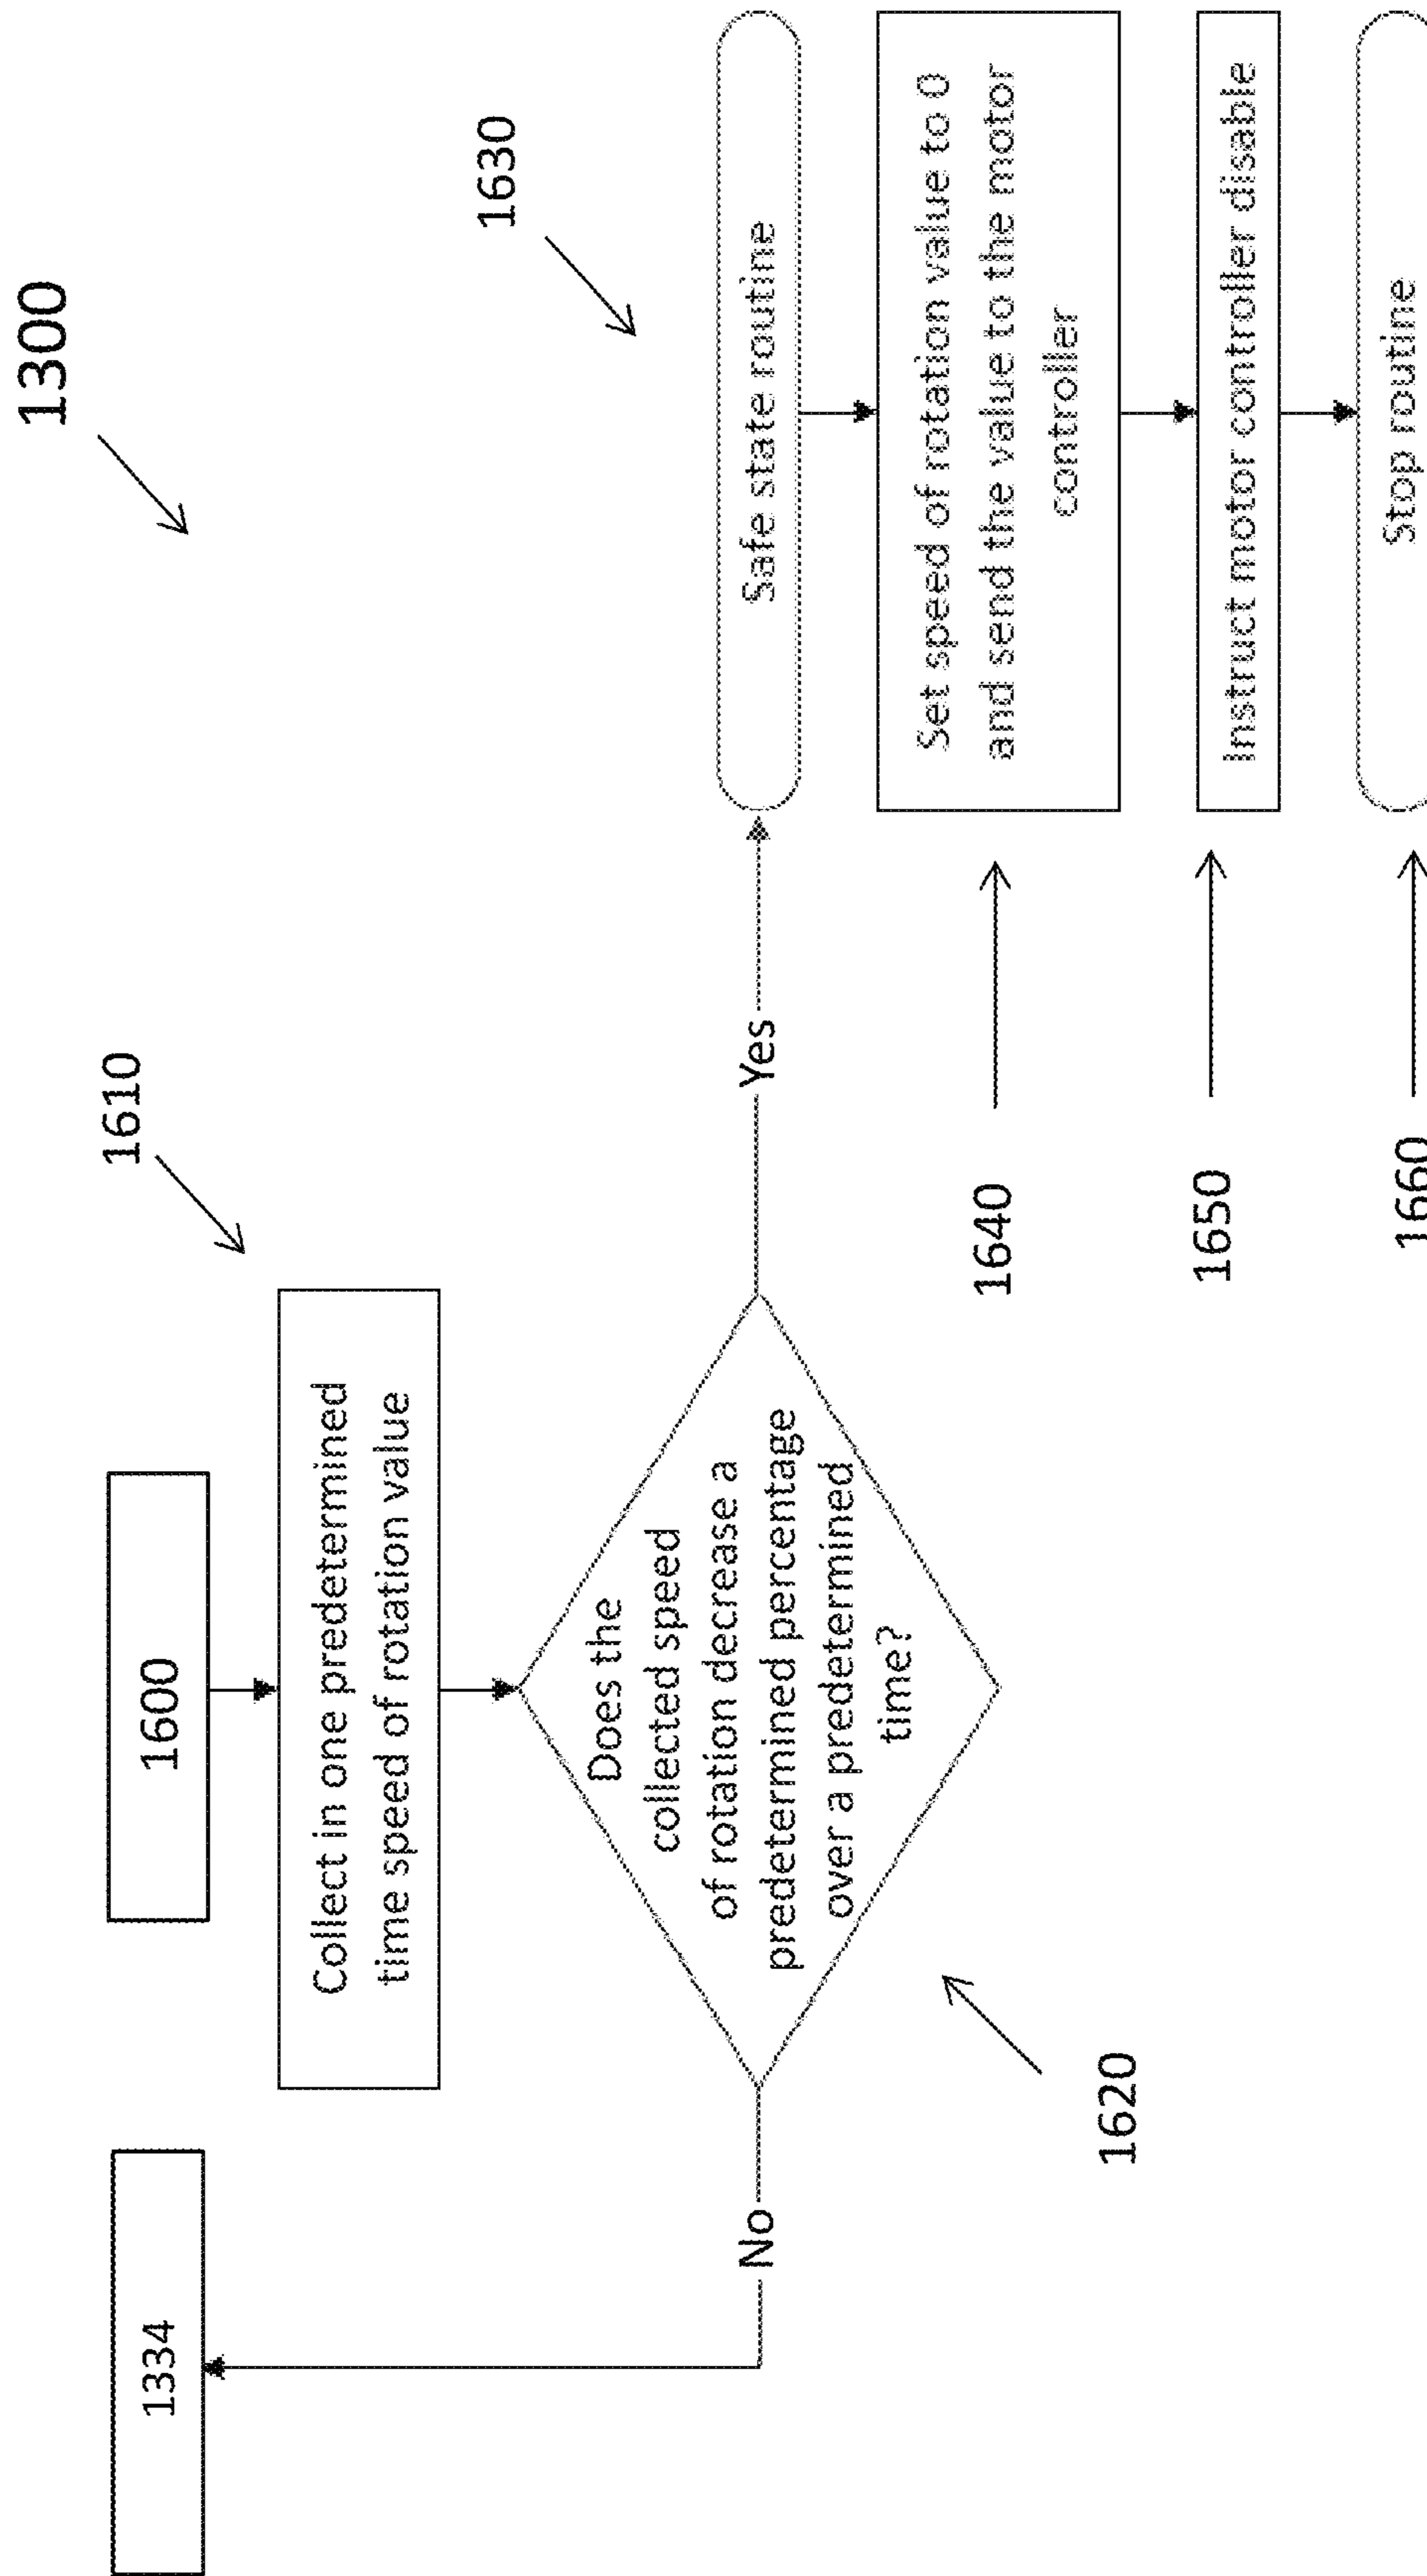 1300
1334
1600
1610
Collect in one predetermined
time speed of rotation value
Does the
collected speed
of rotation decrease a
predetermined percentage
over a predetermined
time?
1620
No
Yes
1630
Safe state routine
1640
Set speed of rotation value to 0
and send the value to the motor
controller
1650
Instruct motor controller disable
1660
Stop routine